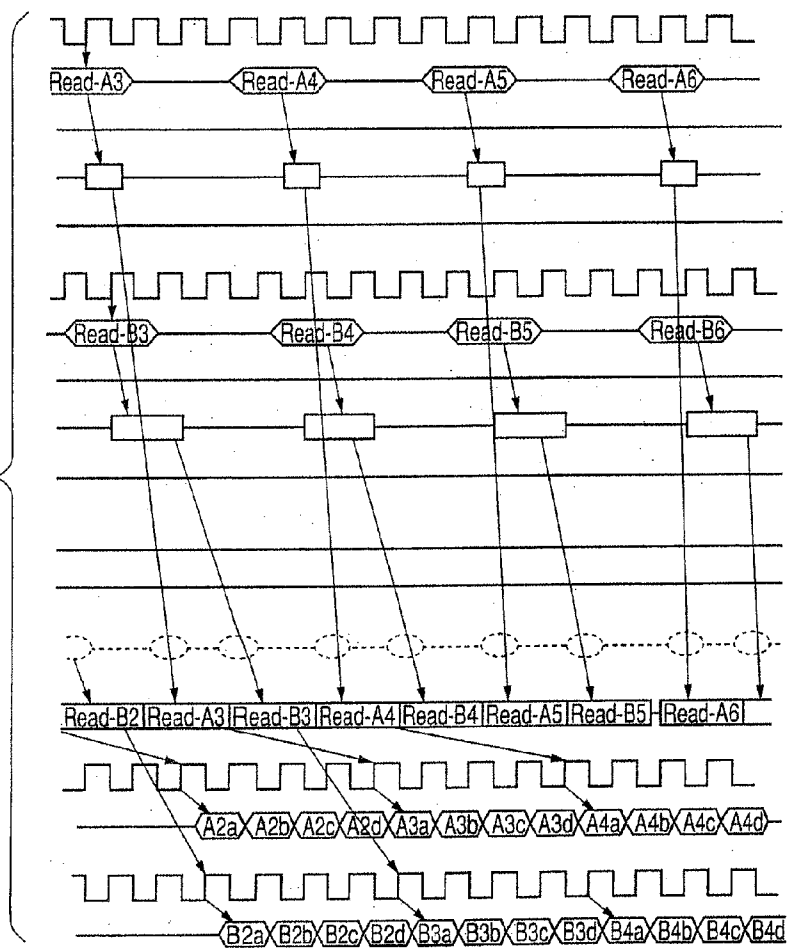 Read-A3 Read-A4 Read-A5 Read-A6
Read-B3 Read-B4 Read-B5 Read-B6
Read-B2 Read-A3 Read-B3 Read-A4 Read-B4 Read-A5 Read-B5 Read-A6
A2a A2b A2c A2d A3a A3b A3c A3d A4a A4b A4c A4d
B2a B2b B2c B2d B3a B3b B3c B3d B4a B4b B4c B4d